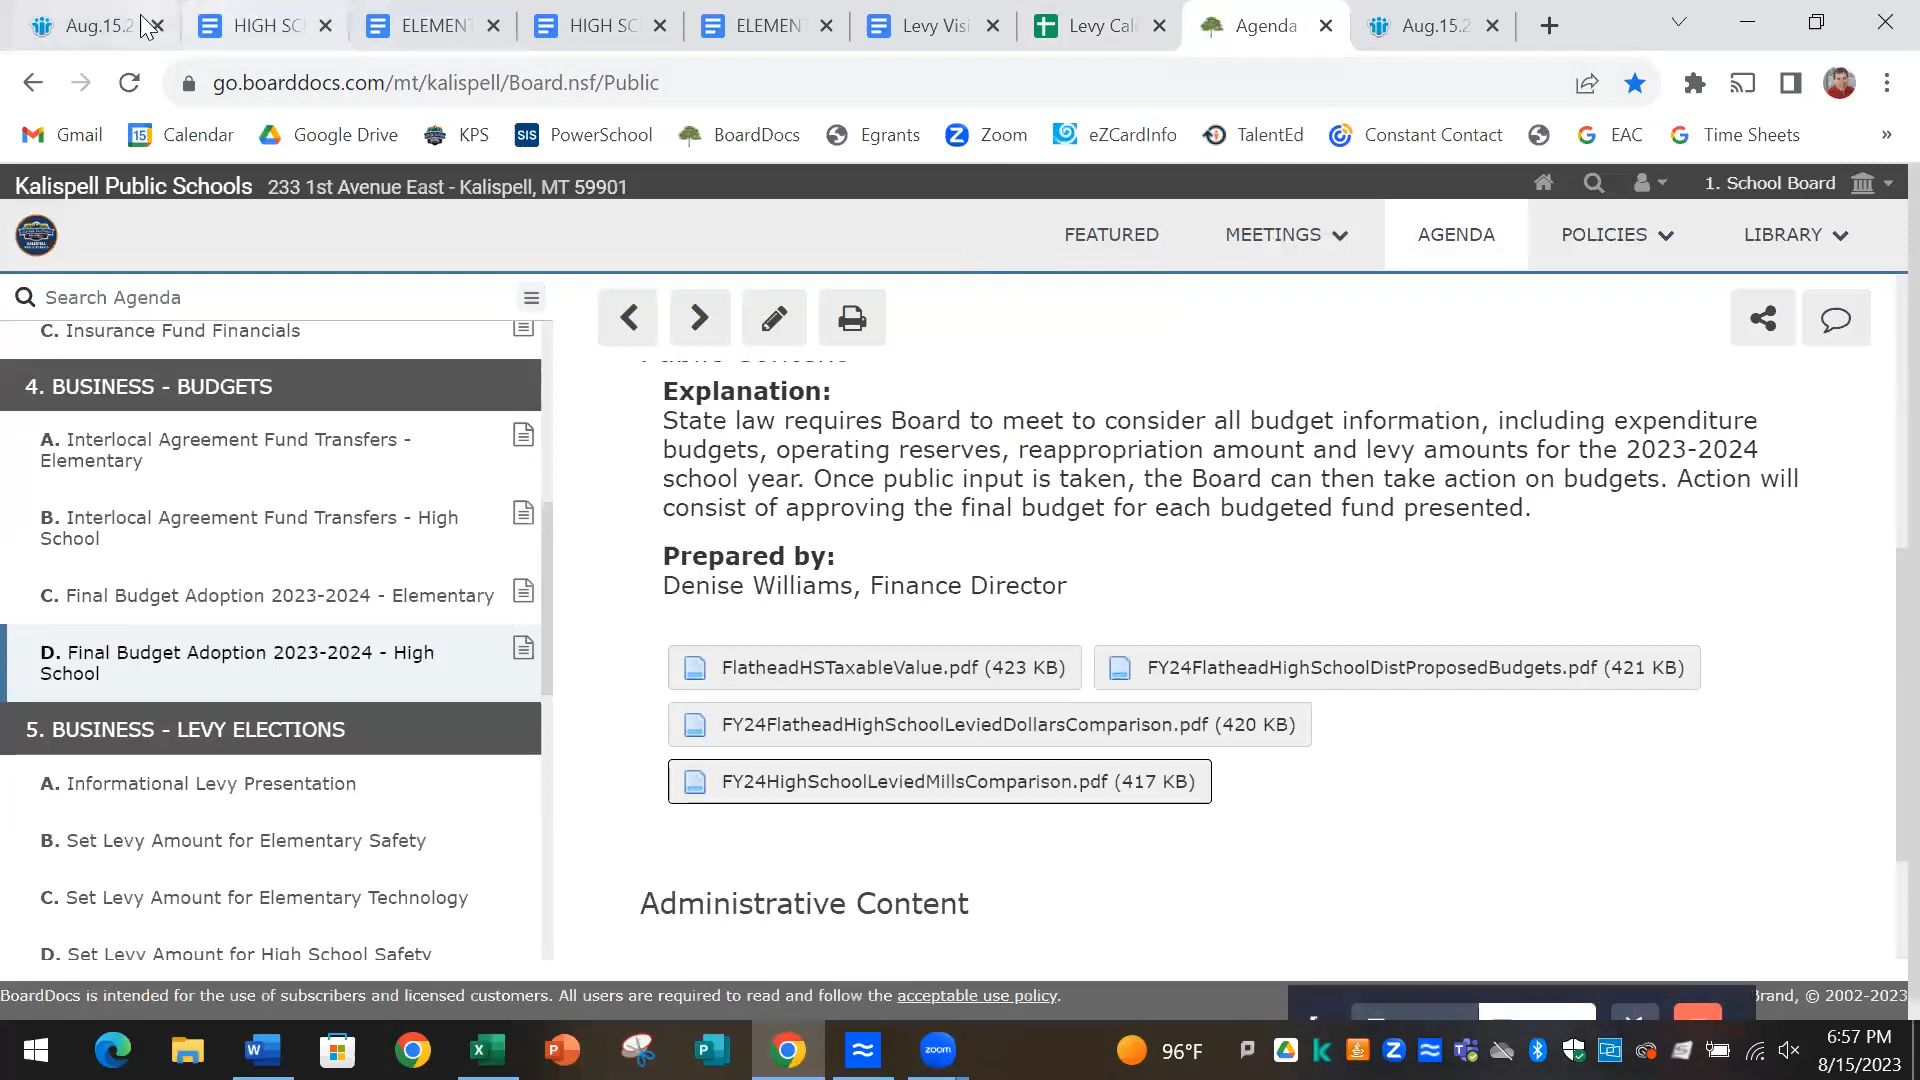 Aug.15.2
HIGH SC
ELEMENT
HIGH SC
ELEMEN
Levy Visi
Levy Cal
Agenda
Aug.15.2
go.boarddocs.com/mt/kalispell/Board.nsf/Public
Gmail
15 Calendar
Google Drive
KPS
SIS PowerSchool
BoardDocs
Egrants
Zoom
eZCardInfo
TalentEd
Constant Contact
EAC
Time Sheets
»
Kalispell Public Schools 233 1st Avenue East - Kalispell, MT 59901
1. School Board
FEATURED
MEETINGS
AGENDA
POLICIES
LIBRARY
Search Agenda
C. Insurance Fund Financials
4. BUSINESS - BUDGETS
A. Interlocal Agreement Fund Transfers -
Elementary
B. Interlocal Agreement Fund Transfers - High
School
C. Final Budget Adoption 2023-2024 - Elementary
D. Final Budget Adoption 2023-2024 - High
School
5. BUSINESS - LEVY ELECTIONS
A. Informational Levy Presentation
B. Set Levy Amount for Elementary Safety
C. Set Levy Amount for Elementary Technology
D. Set Levy Amount for High School Safety
Explanation:
State law requires Board to meet to consider all budget information, including expenditure
budgets, operating reserves, reappropriation amount and levy amounts for the 2023-2024
school year. Once public input is taken, the Board can then take action on budgets. Action will
consist of approving the final budget for each budgeted fund presented.
Prepared by:
Denise Williams, Finance Director
FlatheadHSTaxableValue.pdf (423 KB)
FY24FlatheadHighSchoolDistProposedBudgets.pdf (421 KB)
FY24FlatheadHighSchoolLeviedDollarsComparison.pdf (420 KB)
FY24HighSchoolLeviedMillsComparison.pdf (417 KB)
Administrative Content
BoardDocs is intended for the use of subscribers and licensed customers. All users are required to read and follow the acceptable use policy.
Brand, © 2002-2023
zoom
96°F
6:57 PM
8/15/2023